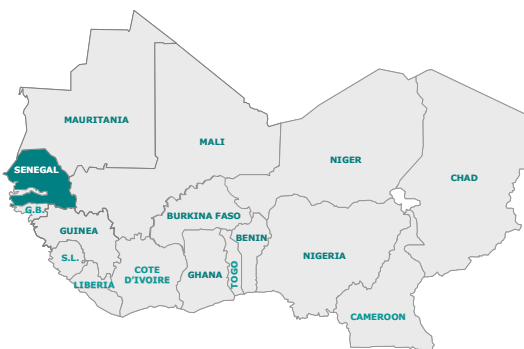 MAURITANIA
MALI
NIGER
CHAD
SENEGAL
G.B.
GUINEA
BURKINA FASO
BENIN
S.L.
LIBERIA
COTE
D'IVOIRE
GHANA
TOGO
NIGERIA
CAMEROON